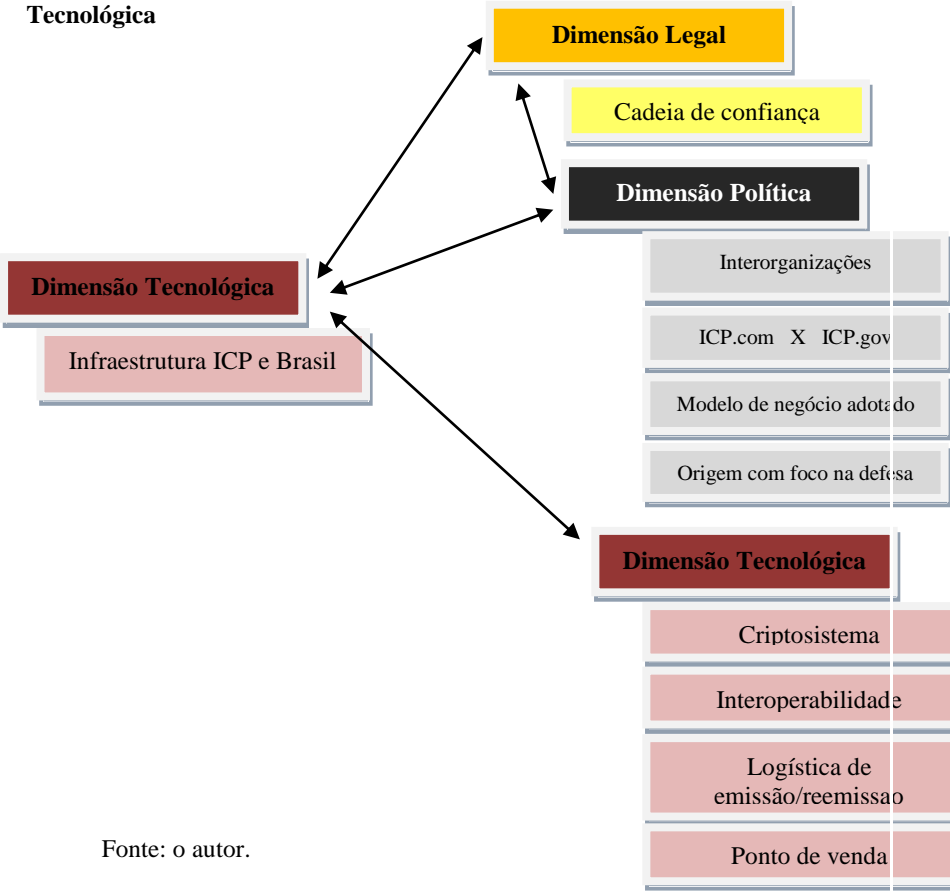 Tecnológica
Dimensão Legal
Cadeia de confiança
Dimensão Política
Interorganizações
ICP.com X ICP.gov
Modelo de negócio adotado
Origem com foco na defesa
Dimensão Tecnológica
Infraestrutura ICP e Brasil
Dimensão Tecnológica
Criptosistema
Interoperabilidade
Logística de
emissão/reemissao
Ponto de venda
Fonte: o autor.